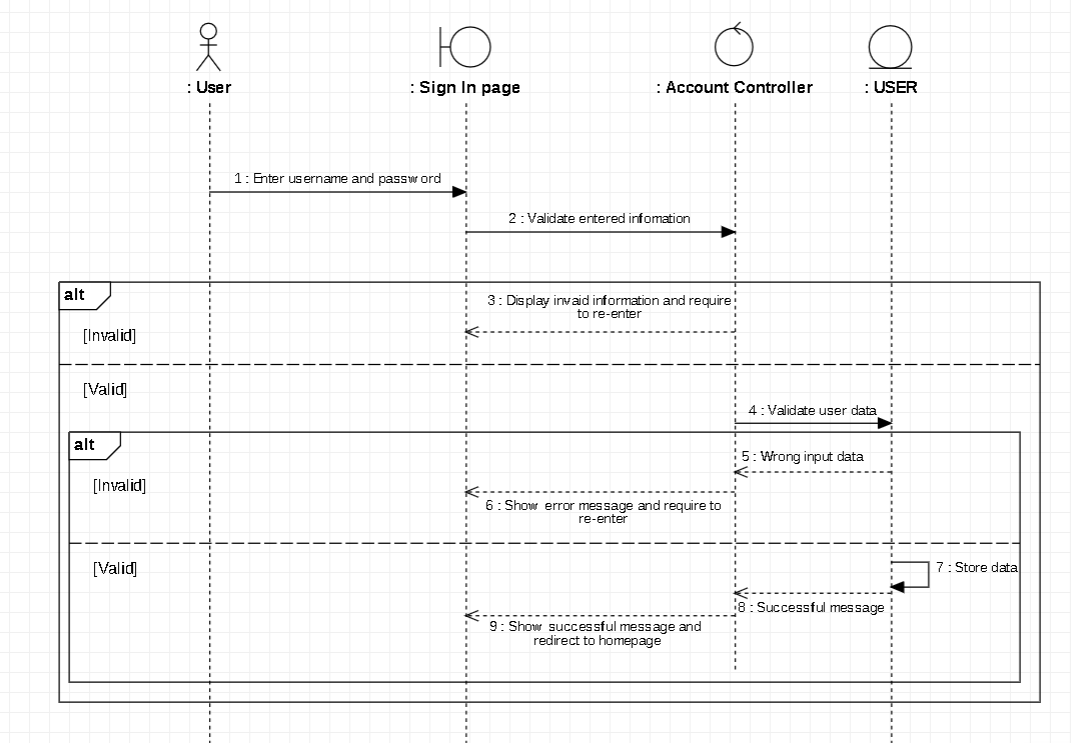 : User
: Sign In page
: Account Controller
: USER
1 : Enter username and password
2 : Validate entered infomation
alt
3 : Display invaid information and require
to re-enter
[Invalid]
[Valid]
4 : Validate user data
alt
5 : Wrong input data
[Invalid]
6 : Show error message and require to
re-enter
[Valid]
7 : Store data
8 : Successful message
9 : Show successful message and
redirect to homepage